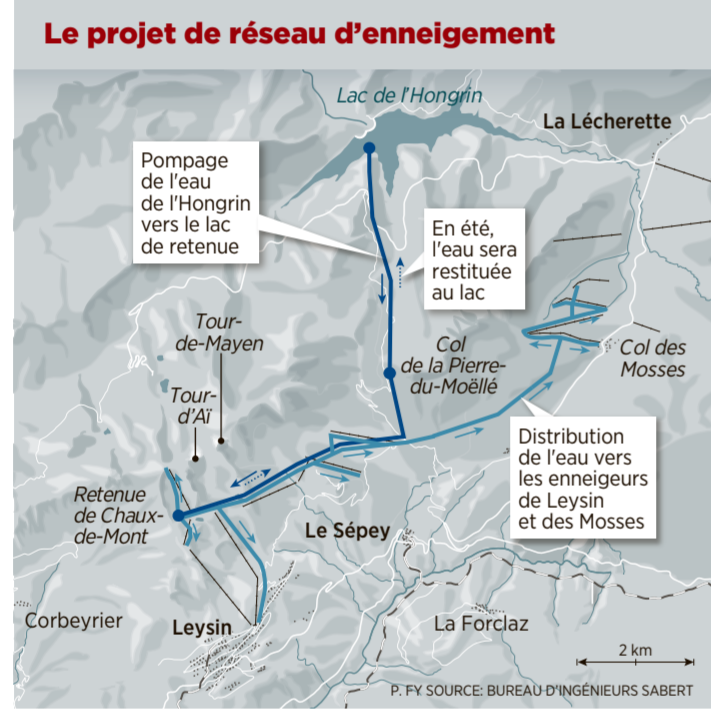 Le projet de réseau d'enneigement
Lac de l'Hongrin
La Lécherette
Pompage
de l'eau
de l'Hongrin
vers le lac
de retenue
En été,
l'eau sera
restituée
au lac
Tour-
de-Mayen
Col
de la Pierre-
du-Moëllé
Col des
Mosses
Tour-
d'Aï
Distribution
de l'eau vers
les enneigeurs
de Leysin
et des Mosses
Retenue
de Chaux-
de-Mont
Le Sépey
Corbeyrier
Leysin
La Forclaz
2 km
P. FY SOURCE: BUREAU D'INGÉNIEURS SABERT